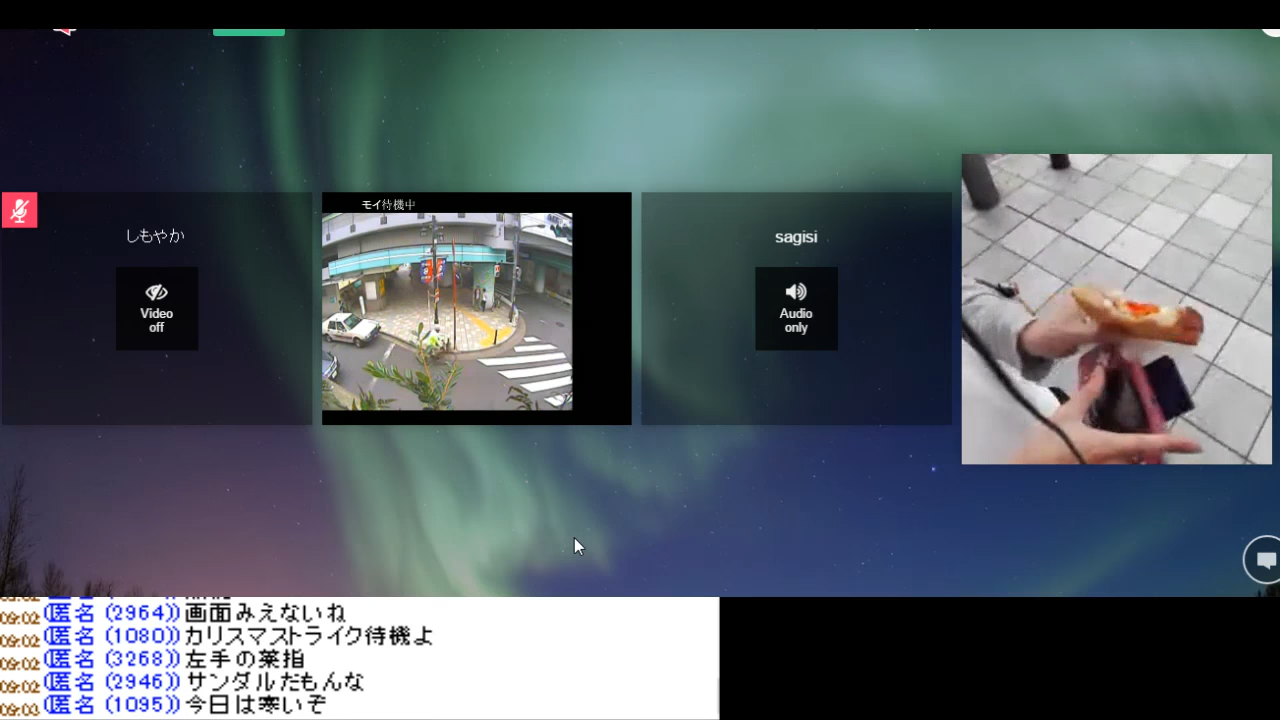 モイ待機中
しもやか
Video
off
sagisi
Audio
only
09:02 (匿名 (2964)) 画面みえないね
09:02 (匿名 (1080)) カリスマストライク待機よ
09:02 (匿名 (3268)) 左手の薬指
09:02 (匿名 (2946)) サンダルだもんな
09:03 (匿名 (1095)) 今日は寒いぞ